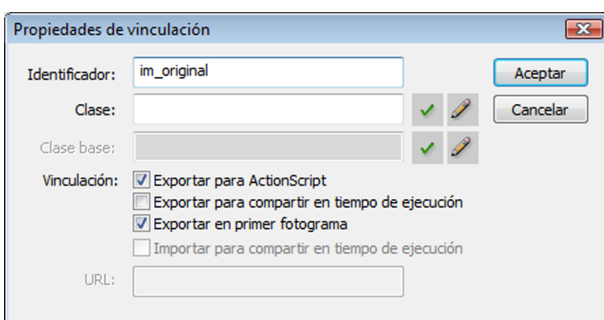 Propiedades de vinculación
Identificador: im_original Aceptar
Clase: Cancelar
Clase base:
Vinculación: Exportar para ActionScript
Exportar para compartir en tiempo de ejecución
Exportar en primer fotograma
Importar para compartir en tiempo de ejecución
URL: